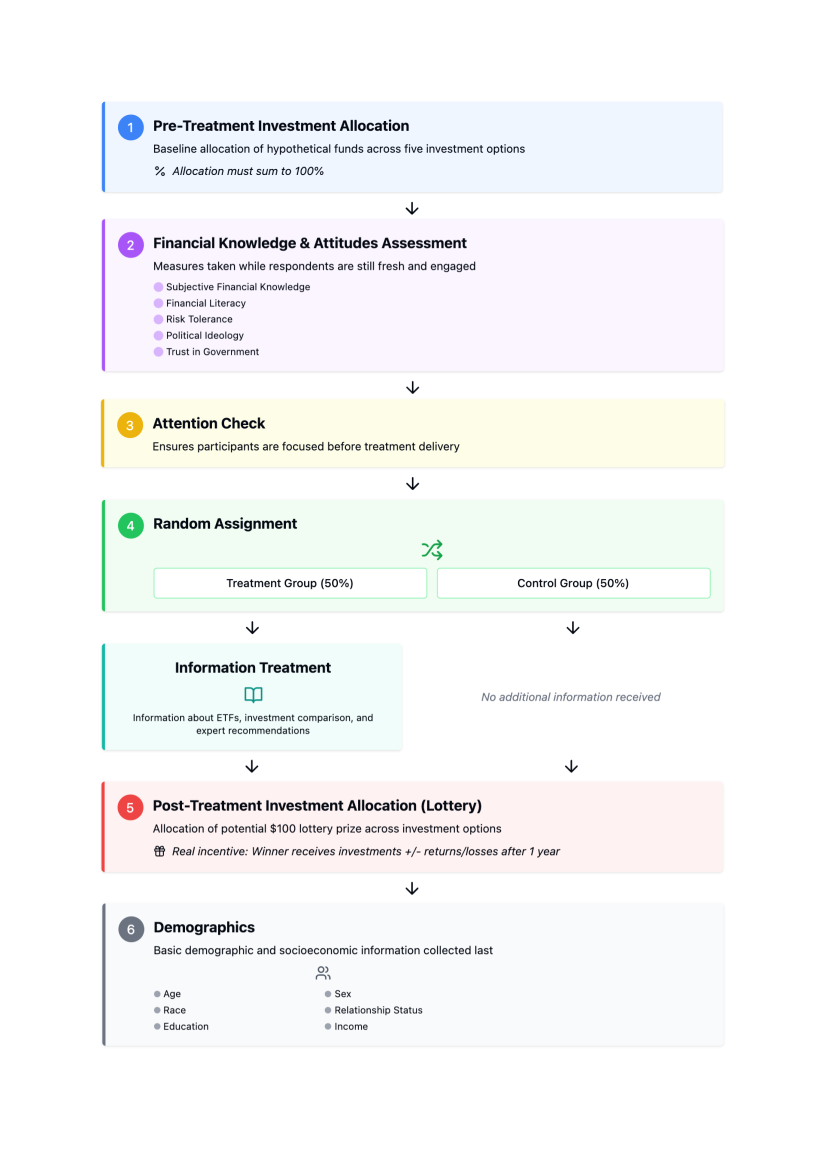 1
Pre-Treatment Investment Allocation
Baseline allocation of hypothetical funds across five investment options
% Allocation must sum to 100%
2
Financial Knowledge & Attitudes Assessment
Measures taken while respondents are still fresh and engaged
Subjective Financial Knowledge
Financial Literacy
Risk Tolerance
Political Ideology
Trust in Government
3
Attention Check
Ensures participants are focused before treatment delivery
4
Random Assignment
Treatment Group (50%)
Control Group (50%)
Information Treatment
No additional information received
Information about ETFs, investment comparison, and
expert recommendations
5
Post-Treatment Investment Allocation (Lottery)
Allocation of potential $100 lottery prize across investment options
Real incentive: Winner receives investments +/- returns/losses after 1 year
6
Demographics
Basic demographic and socioeconomic information collected last
Age
Sex
Race
Relationship Status
Education
Income